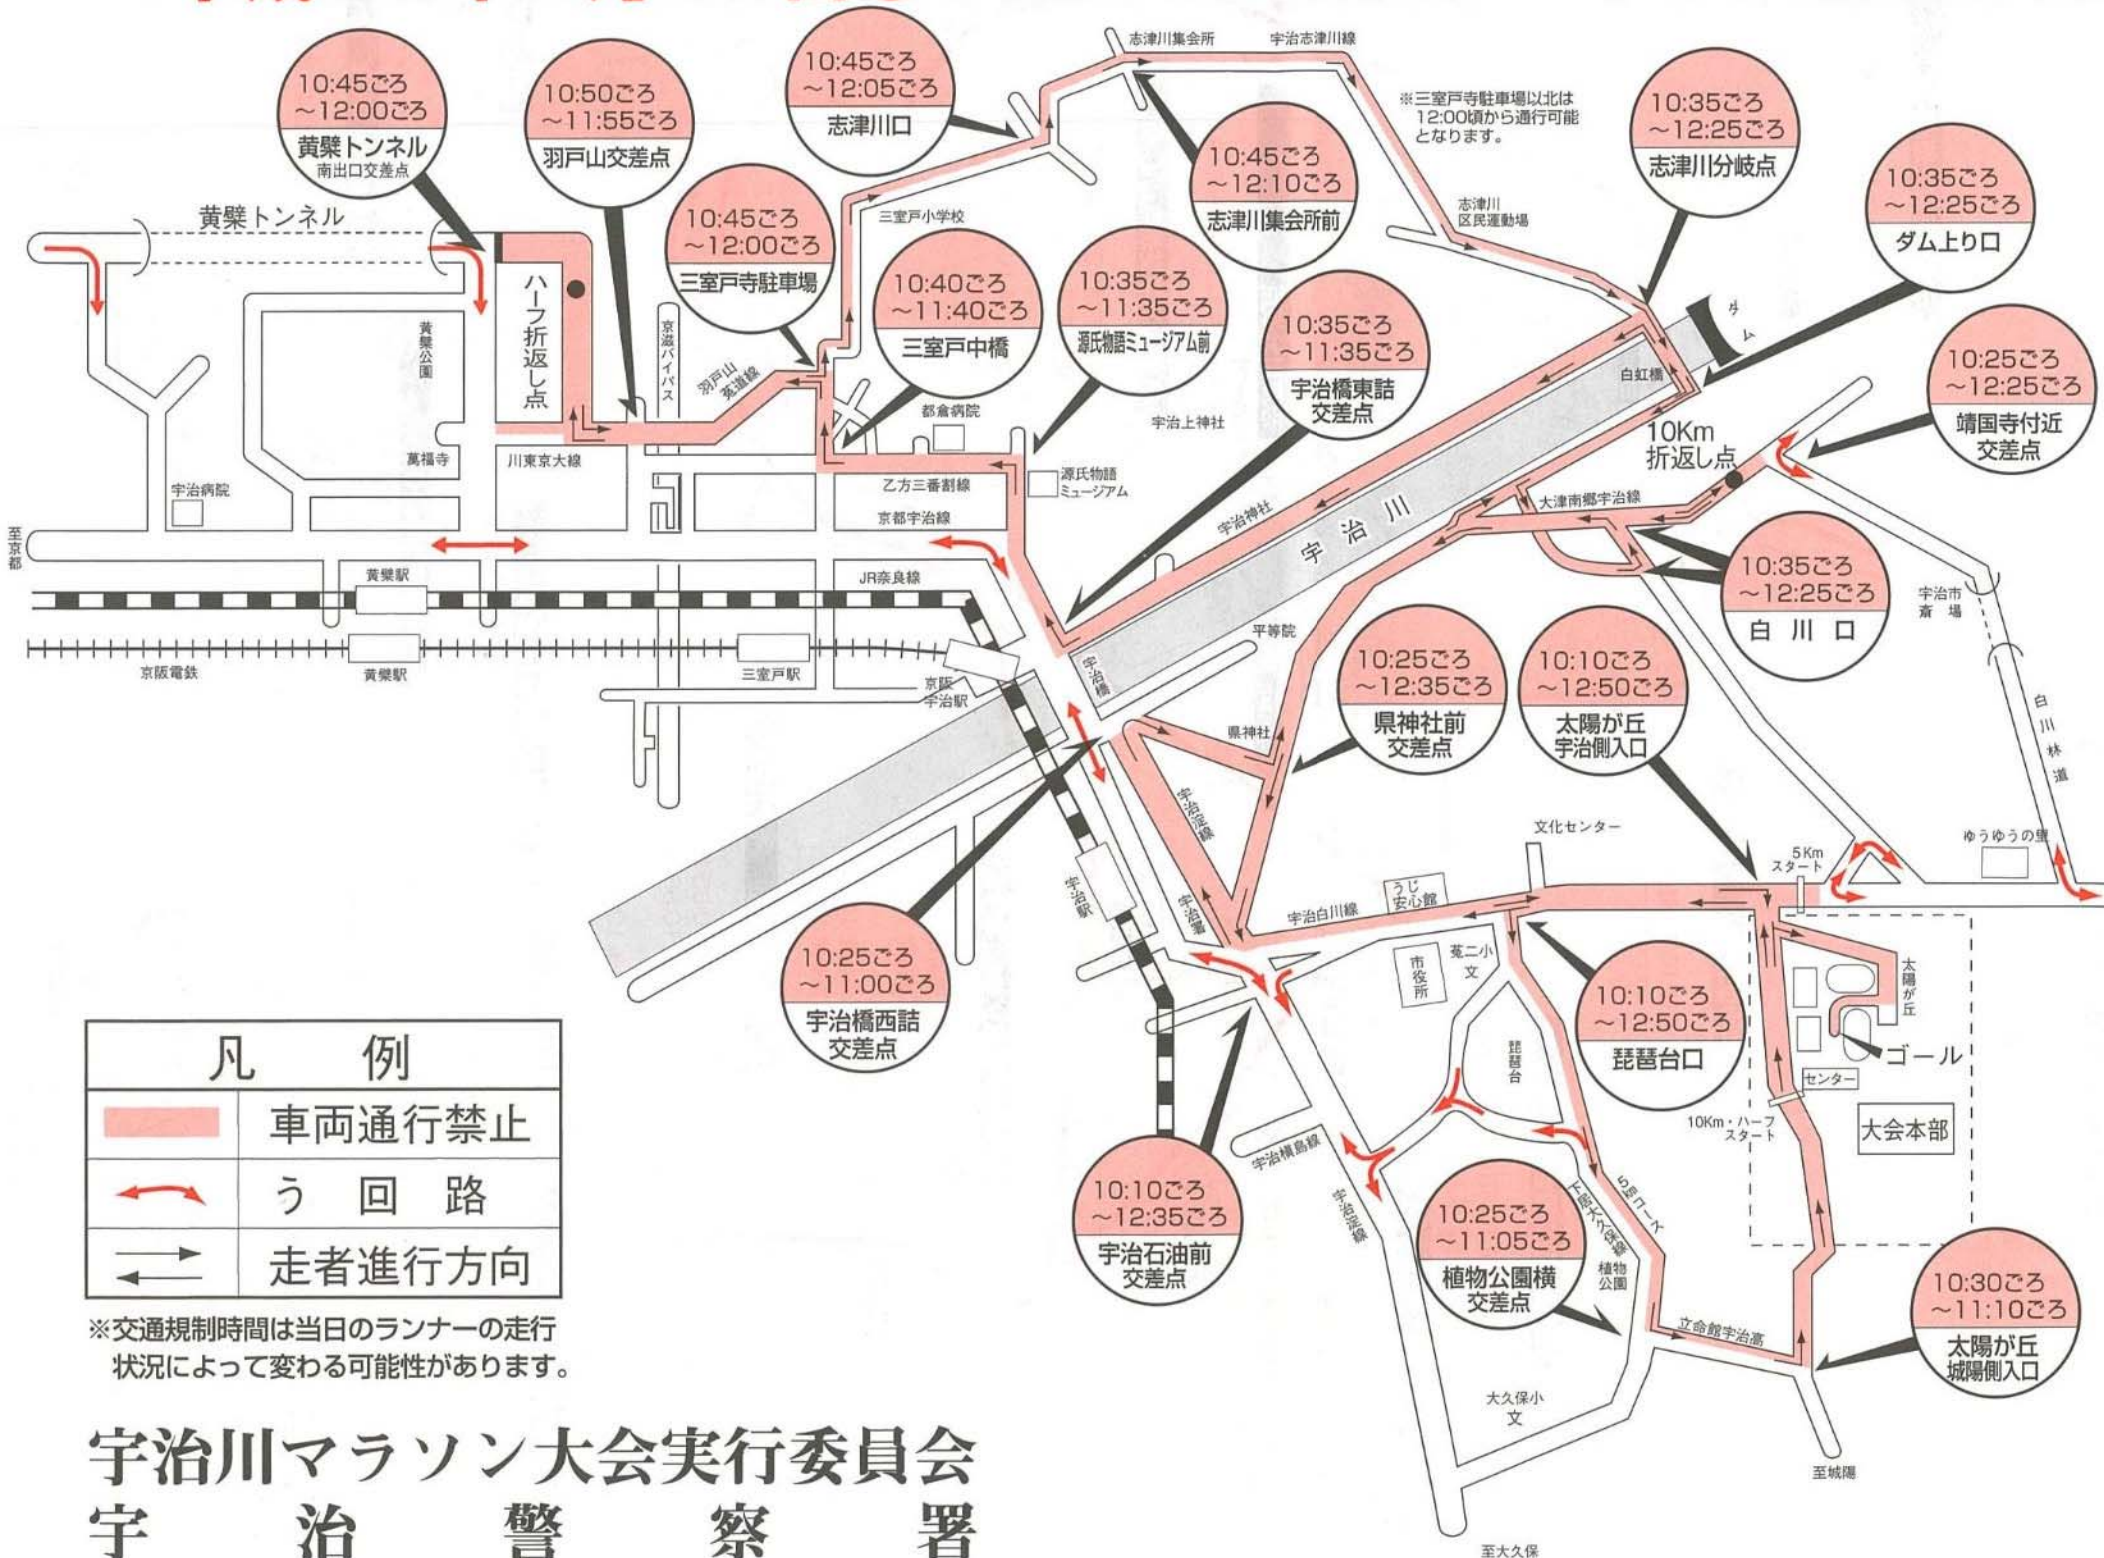 10:45ごろ
～12:00ごろ
黄檗トンネル
南出口交差点
10:50ごろ
～11:55ごろ
羽戸山交差点
10:45ごろ
～12:05ごろ
志津川口
志津川集会所
宇治志津川線
※三室戸寺駐車場以北は
12:00頃から通行可能
となります。
10:35ごろ
～12:25ごろ
志津川分岐点
10:45ごろ
～12:10ごろ
志津川集会所前
10:35ごろ
～12:25ごろ
ダム上り口
黄檗トンネル
10:45ごろ
～12:00ごろ
三室戸寺駐車場
三室戸小学校
志津川
区民運動場
10:40ごろ
～11:40ごろ
三室戸中橋
10:35ごろ
～11:35ごろ
源氏物語ミュージアム前
10:35ごろ
～11:35ごろ
宇治橋東詰
交差点
ダム
10:25ごろ
～12:25ごろ
靖国寺付近
交差点
ハーフ折返し点
黄檗公園
京滋バイパス
羽戸山
菟道線
都倉病院
宇治上神社
白虹橋
10Km
折返し点
萬福寺
川東京大線
宇治病院
乙方三番割線
源氏物語
ミュージアム
京都宇治線
宇治神社
宇治川
大津南郷宇治線
至京都
黄檗駅
JR奈良線
10:35ごろ
～12:25ごろ
白川口
宇治市
斎場
京阪電鉄
黄檗駅
三室戸駅
京阪
宇治駅
宇治橋
平等院
10:25ごろ
～12:35ごろ
県神社前
交差点
10:10ごろ
～12:50ごろ
太陽が丘
宇治側入口
白川林道
県神社
宇治淀線
文化センター
5Km
スタート
ゆうゆうの里
宇治駅
宇治署
うじ
安心館
宇治白川線
10:25ごろ
～11:00ごろ
宇治橋西詰
交差点
市役所
菟二小
文
10:10ごろ
～12:50ごろ
琵琶台口
太陽が丘
ゴール
センター
琵琶台
10Km・ハーフ
スタート
大会本部
凡例
車両通行禁止
う回路
走者進行方向
※交通規制時間は当日のランナーの走行
状況によって変わる可能性があります。
宇治槇島線
10:10ごろ
～12:35ごろ
宇治石油前
交差点
宇治淀線
10:25ごろ
～11:05ごろ
植物公園横
交差点
5㎞コース
下居大久保線
植物
公園
立命館宇治高
10:30ごろ
～11:10ごろ
太陽が丘
城陽側入口
大久保小
文
至城陽
至大久保
宇治川マラソン大会実行委員会
宇治警察署